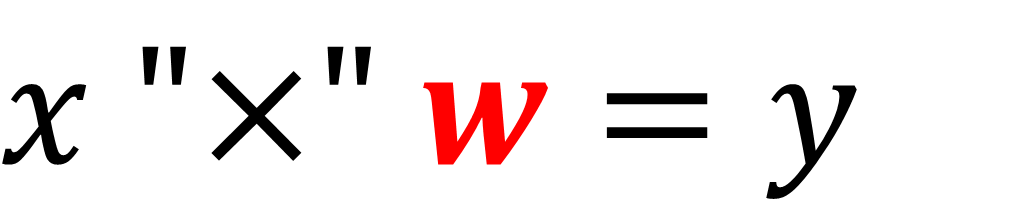 x "×" w = y